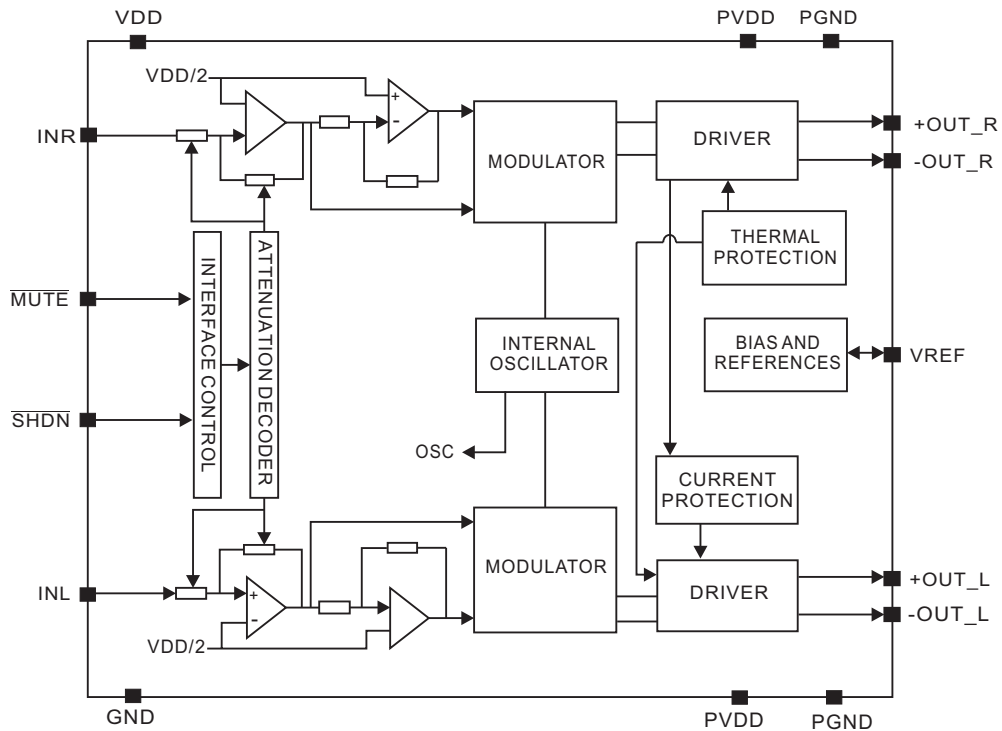 VDD
PVDD
PGND
VDD/2
+
-
INR
MODULATOR
DRIVER
+OUT_R
-OUT_R
THERMAL
PROTECTION
MUTE
INTERFACE CONTROL
ATTENUATION DECODER
INTERNAL
OSCILLATOR
BIAS AND
REFERENCES
VREF
SHDN
OSC
CURRENT
PROTECTION
INL
+
-
MODULATOR
DRIVER
+OUT_L
-OUT_L
VDD/2
GND
PVDD
PGND